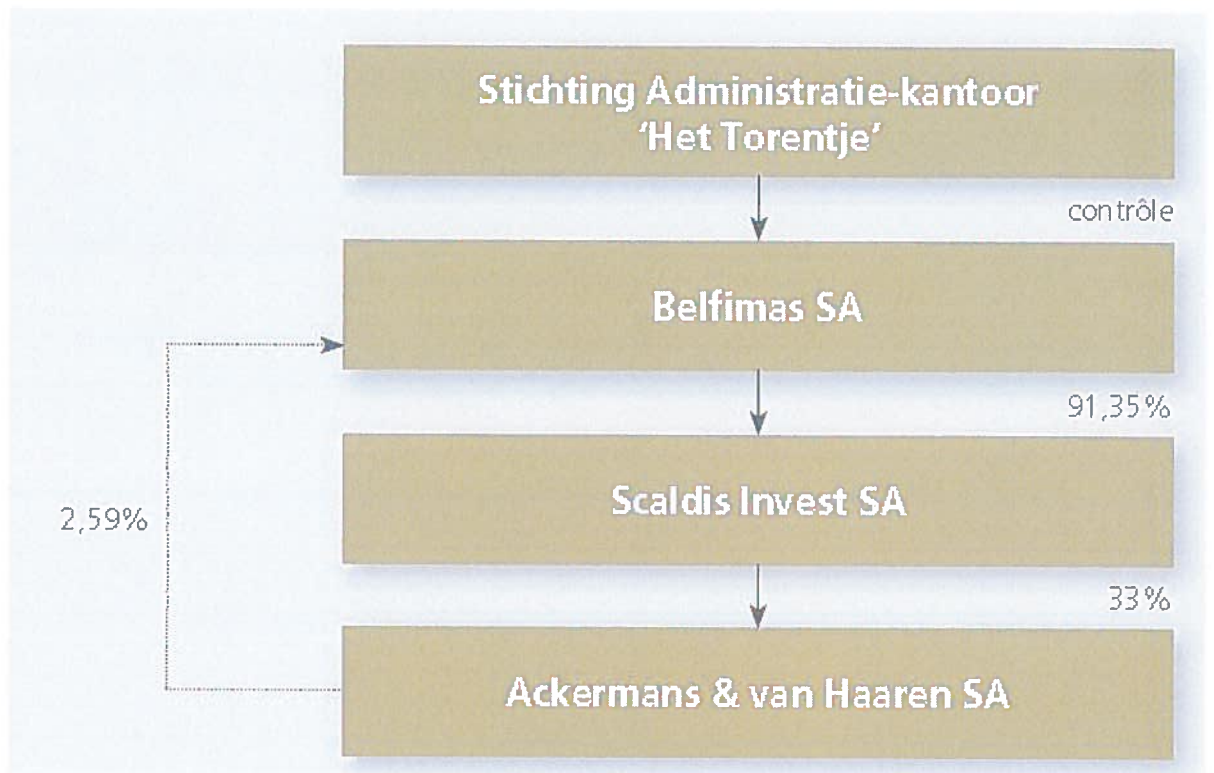 Stichting Administratie-kantoor
‘Het Torentje’
contrôle
Belfimas SA
91,35%
Scaldis Invest SA
2,59%
33%
Ackermans & van Haaren SA